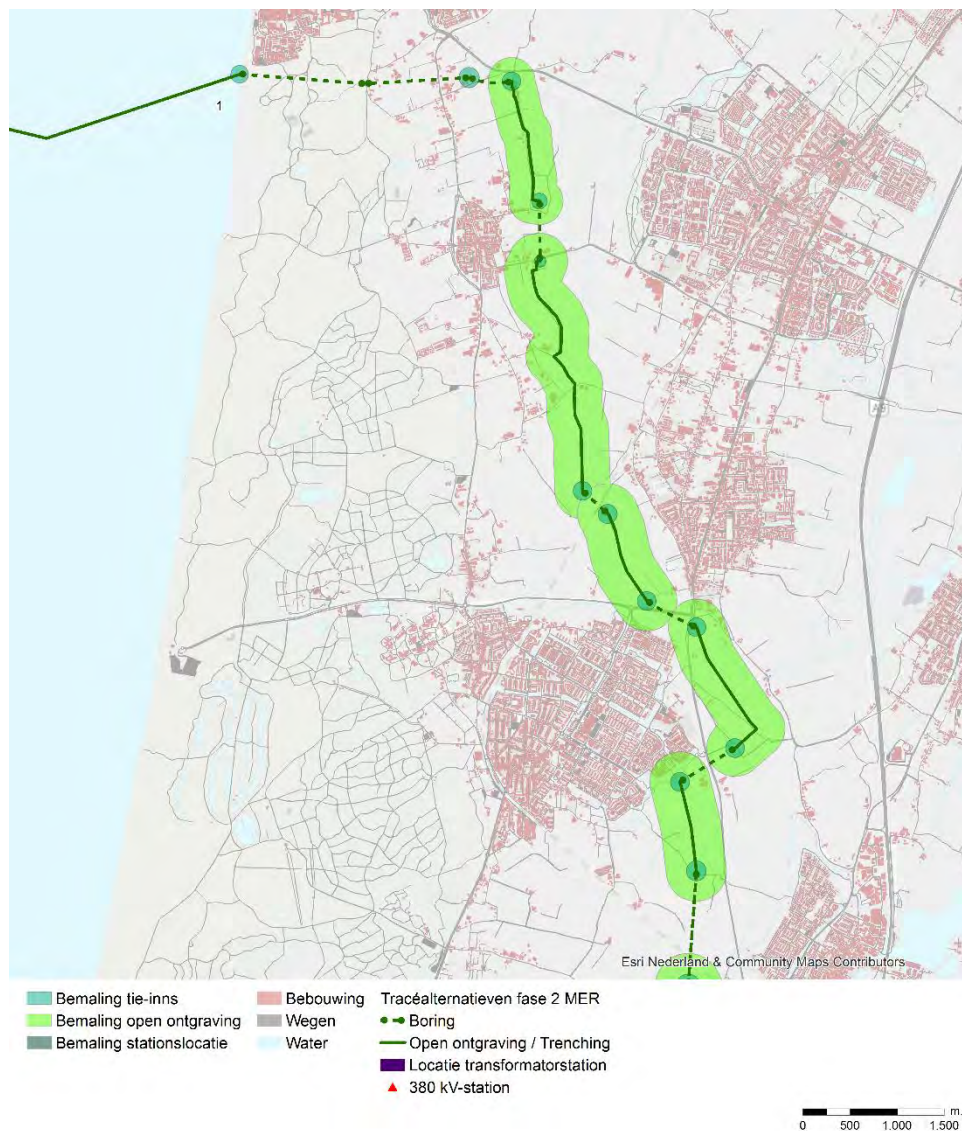 1
A9
Esri Nederland & Community Maps Contributors
Bemaling tie-inns
Bemaling open ontgraving
Bemaling stationslocatie
Bebouwing
Wegen
Water
Tracéalternatieven fase 2 MER
Boring
Open ontgraving / Trenching
Locatie transformatorstation
380 kV-station
m.
0 500 1.000 1.500